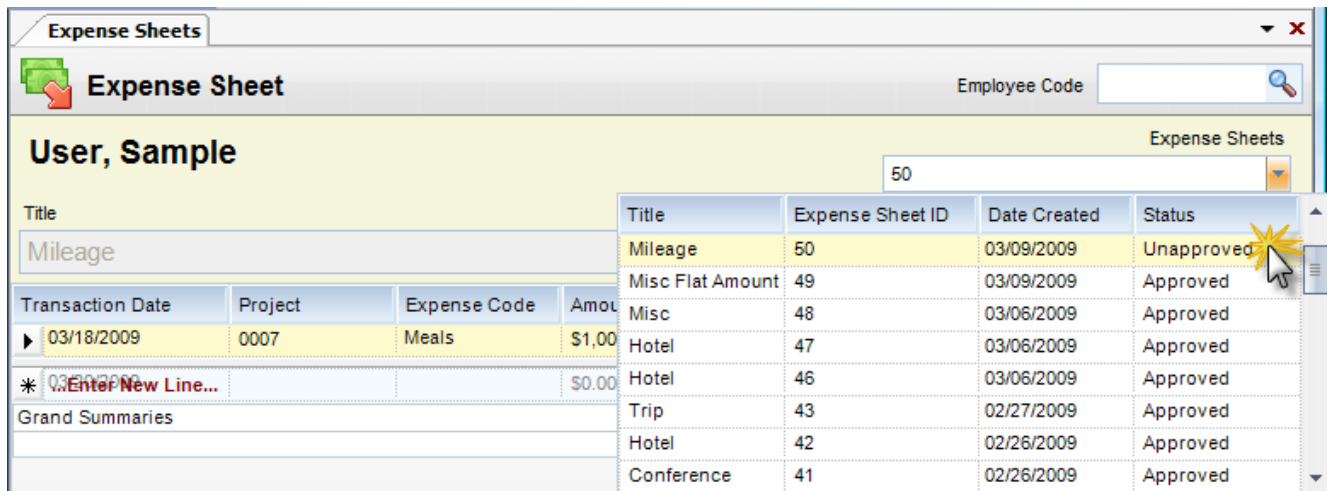 Expense Sheets
Expense Sheet
Employee Code
User, Sample
Expense Sheets
50
Title
Mileage
Title Expense Sheet ID Date Created Status
Mileage 50 03/09/2009 Unapproved
Misc Flat Amount 49 03/09/2009 Approved
Misc 48 03/06/2009 Approved
Hotel 47 03/06/2009 Approved
Hotel 46 03/06/2009 Approved
Trip 43 02/27/2009 Approved
Hotel 42 02/26/2009 Approved
Conference 41 02/26/2009 Approved
Transaction Date Project Expense Code
03/18/2009 0007 Meals $1,00
...Enter New Line... $0.00
Grand Summaries